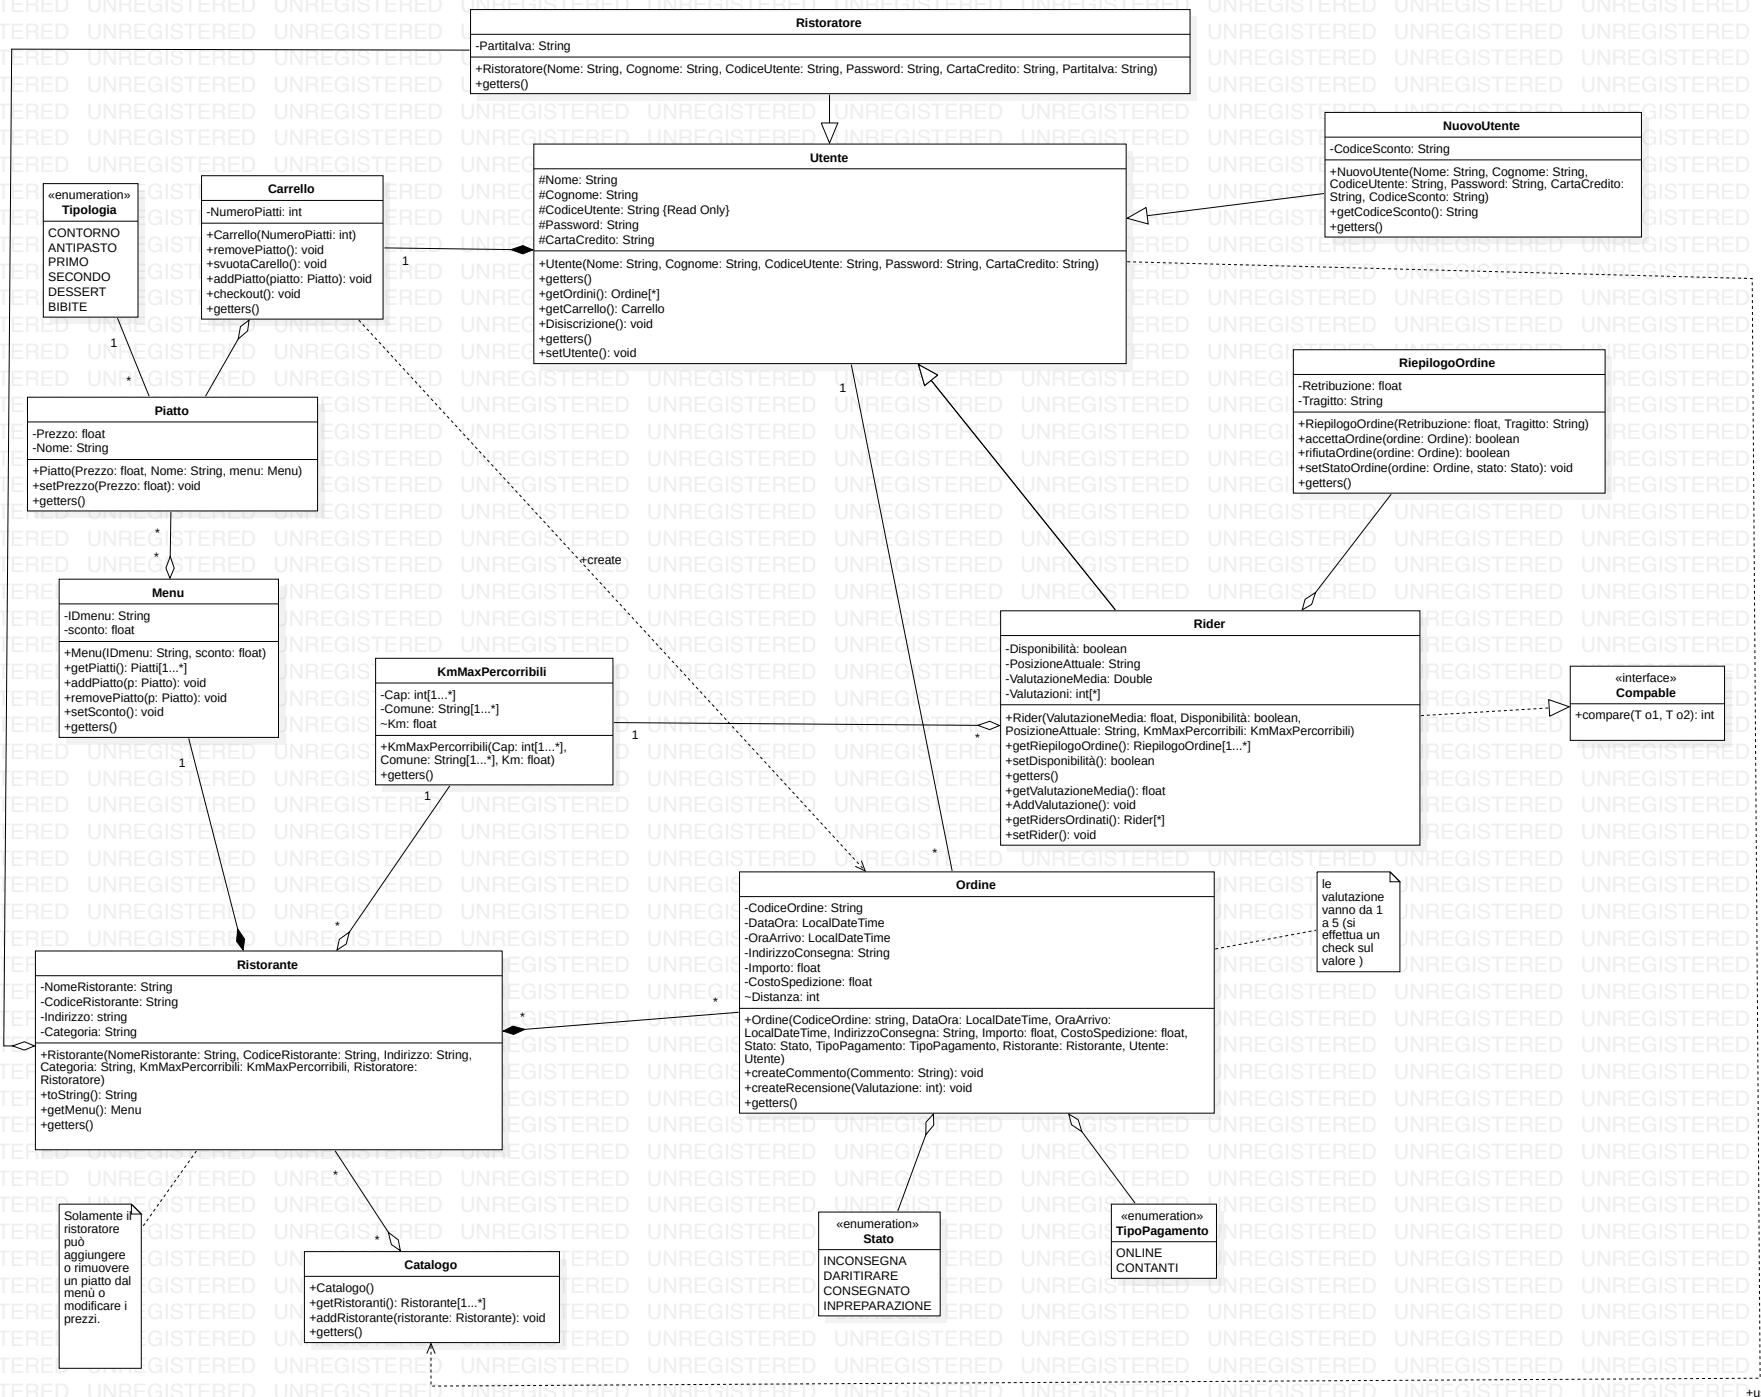 Ristoratore
-PartitaIva: String
+Ristoratore(Nome: String, Cognome: String, CodiceUtente: String, Password: String, CartaCredito: String, PartitaIva: String)
+getters()
NuovoUtente
-CodiceSconto: String
+NuovoUtente(Nome: String, Cognome: String,
CodiceUtente: String, Password: String, CartaCredito:
String, CodiceSconto: String)
+getCodiceSconto(): String
+getters()
Utente
#Nome: String
#Cognome: String
#CodiceUtente: String {Read Only}
#Password: String
#CartaCredito: String
+Utente(Nome: String, Cognome: String, CodiceUtente: String, Password: String, CartaCredito: String)
+getters()
+getOrdini(): Ordine[*]
+getCarrello(): Carrello
+Disiscrizione(): void
+getters()
+setUtente(): void
«enumeration»
Tipologia
CONTORNO
ANTIPASTO
PRIMO
SECONDO
DESSERT
BIBITE
Carrello
-NumeroPiatti: int
+Carrello(NumeroPiatti: int)
+removePiatto(): void
+svuotaCarello(): void
+addPiatto(piatto: Piatto): void
+checkout(): void
+getters()
1
1
*
1
RiepilogoOrdine
-Retribuzione: float
-Tragitto: String
+RiepilogoOrdine(Retribuzione: float, Tragitto: String)
+accettaOrdine(ordine: Ordine): boolean
+rifiutaOrdine(ordine: Ordine): boolean
+setStatoOrdine(ordine: Ordine, stato: Stato): void
+getters()
Piatto
-Prezzo: float
-Nome: String
+Piatto(Prezzo: float, Nome: String, menu: Menu)
+setPrezzo(Prezzo: float): void
+getters()
*
*
+create
Menu
-IDmenu: String
-sconto: float
+Menu(IDmenu: String, sconto: float)
+getPiatti(): Piatti[1...*]
+addPiatto(p: Piatto): void
+removePiatto(p: Piatto): void
+setSconto(): void
+getters()
1
KmMaxPercorribili
-Cap: int[1...*]
-Comune: String[1...*]
~Km: float
+KmMaxPercorribili(Cap: int[1...*],
Comune: String[1...*], Km: float)
+getters()
1
*
1
*
Rider
-Disponibilità: boolean
-PosizioneAttuale: String
-ValutazioneMedia: Double
-Valutazioni: int[*]
+Rider(ValutazioneMedia: float, Disponibilità: boolean,
PosizioneAttuale: String, KmMaxPercorribili: KmMaxPercorribili)
+getRiepilogoOrdine(): RiepilogoOrdine[1...*]
+setDisponibilità(): boolean
+getters()
+getValutazioneMedia(): float
+AddValutazione(): void
+getRidersOrdinati(): Rider[*]
+setRider(): void
«interface»
Compable
+compare(T o1, T o2): int
*
Ordine
-CodiceOrdine: String
-DataOra: LocalDateTime
-OraArrivo: LocalDateTime
-IndirizzoConsegna: String
-Importo: float
-CostoSpedizione: float
~Distanza: int
+Ordine(CodiceOrdine: string, DataOra: LocalDateTime, OraArrivo:
LocalDateTime, IndirizzoConsegna: String, Importo: float, CostoSpedizione: float,
Stato: Stato, TipoPagamento: TipoPagamento, Ristorante: Ristorante, Utente:
Utente)
+createCommento(Commento: String): void
+createRecensione(Valutazione: int): void
+getters()
le
valutazione
vanno da 1
a 5 (si
effettua un
check sul
valore )
Ristorante
-NomeRistorante: String
-CodiceRistorante: String
-Indirizzo: string
-Categoria: String
+Ristorante(NomeRistorante: String, CodiceRistorante: String, Indirizzo: String,
Categoria: String, KmMaxPercorribili: KmMaxPercorribili, Ristoratore:
Ristoratore)
+toString(): String
+getMenu(): Menu
+getters()
*
*
*
*
Solamente il
ristoratore
può
aggiungere
o rimuovere
un piatto dal
menù o
modificare i
prezzi.
Catalogo
+Catalogo()
+getRistoranti(): Ristorante[1...*]
+addRistorante(ristorante: Ristorante): void
+getters()
«enumeration»
Stato
INCONSEGNA
DARITIRARE
CONSEGNATO
INPREPARAZIONE
«enumeration»
TipoPagamento
ONLINE
CONTANTI
UNREGISTERED